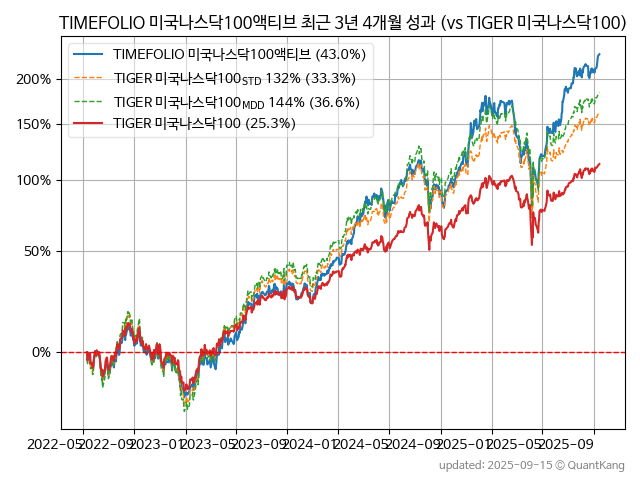 TIMEFOLIO 미국나스닥100액티브 최근 3년 4개월 성과 (vs TIGER 미국나스닥100)
TIMEFOLIO 미국나스닥100액티브 (43.0%)
TIGER 미국나스닥100STD 132% (33.3%)
TIGER 미국나스닥100MDD 144% (36.6%)
TIGER 미국나스닥100 (25.3%)
200%
150%
100%
50%
0%
2022-05 2022-09 2023-01 2023-05 2023-09 2024-01 2024-05 2024-09 2025-01 2025-05 2025-09
updated: 2025-09-15 © QuantKang